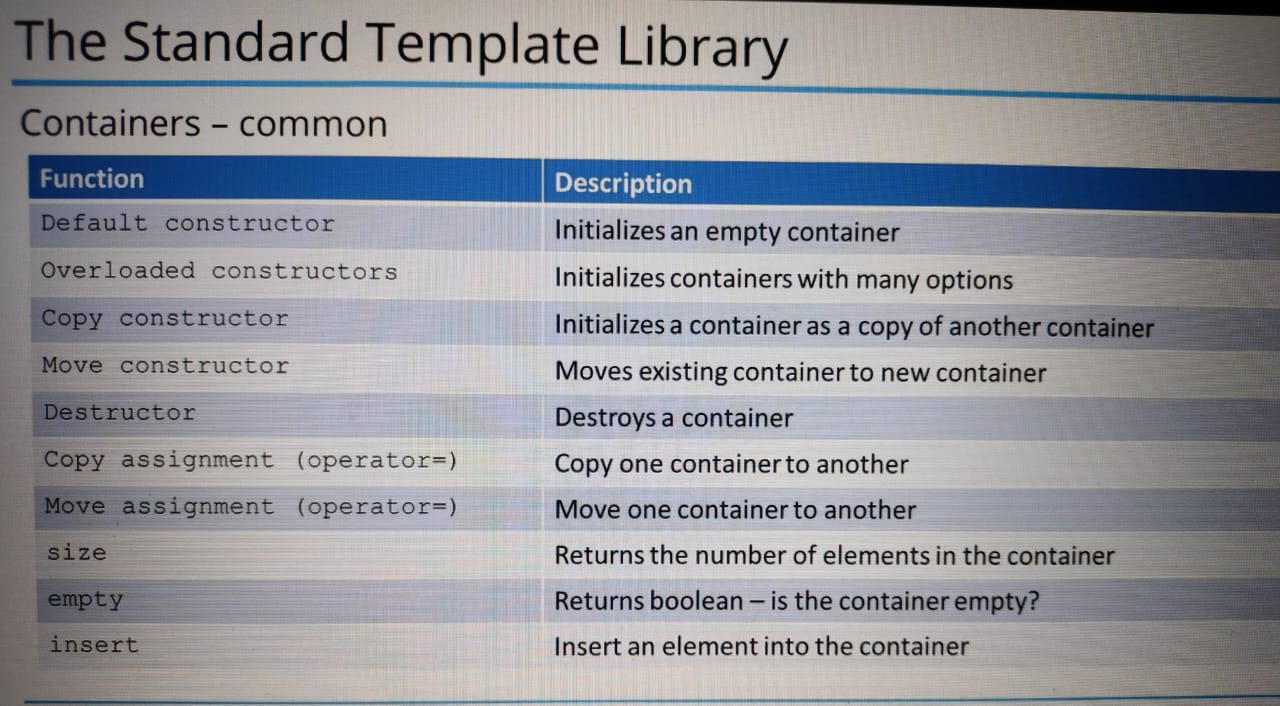 The Standard Template Library
Containers – common
Function Description
Default constructor Initializes an empty container
Overloaded constructors Initializes containers with many options
Copy constructor Initializes a container as a copy of another container
Move constructor Moves existing container to new container
Destructor Destroys a container
Copy assignment (operator=) Copy one container to another
Move assignment (operator=) Move one container to another
size Returns the number of elements in the container
empty Returns boolean – is the container empty?
insert Insert an element into the container